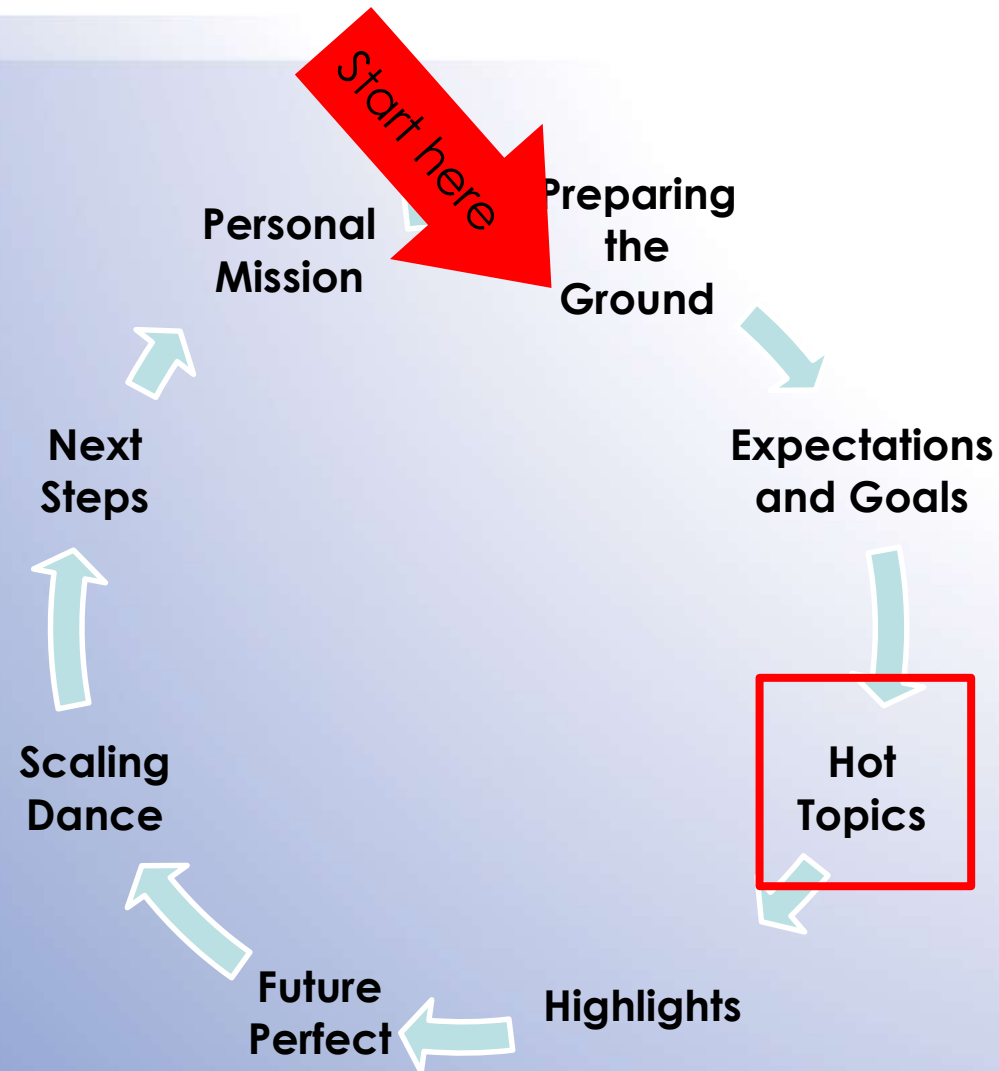 Start here
Preparing
the
Ground
Expectations
and Goals
Hot
Topics
Highlights
Future
Perfect
Scaling
Dance
Next
Steps
Personal
Mission